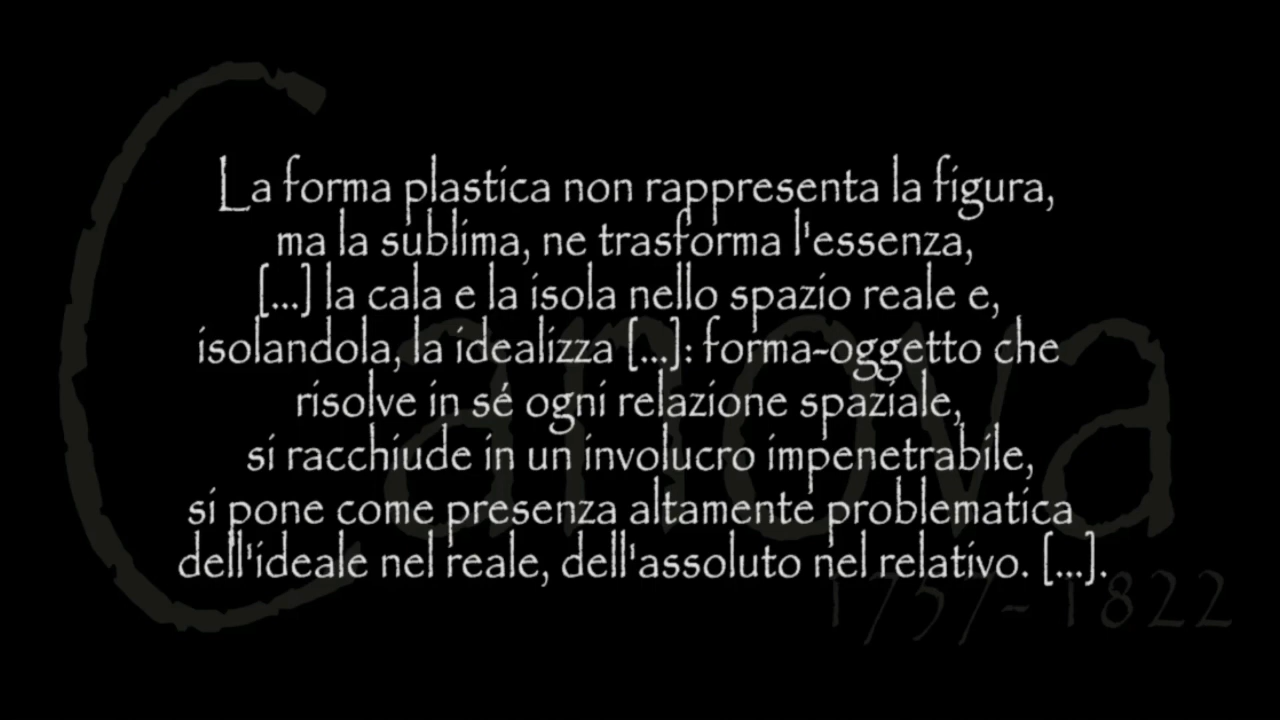 La forma plastica non rappresenta la figura,
ma la sublima, ne trasforma l'essenza,
[...] la cala e la isola nello spazio reale e,
isolandola, la idealizza [...]: forma-oggetto che
risolve in sé ogni relazione spaziale,
si racchiude in un involucro impenetrabile,
si pone come presenza altamente problematica
dell'ideale nel reale, dell'assoluto nel relativo. [...].
Canova
1757-1822